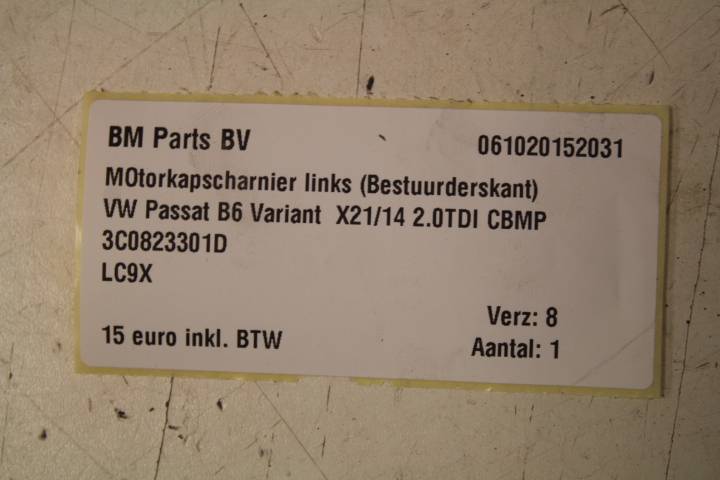 BM Parts BV 061020152031
MOtorkapscharnier links (Bestuurderskant)
VW Passat B6 Variant X21/14 2.0TDI CBMP
3C0823301D
LC9X
Verz: 8
15 euro inkl. BTW Aantal: 1